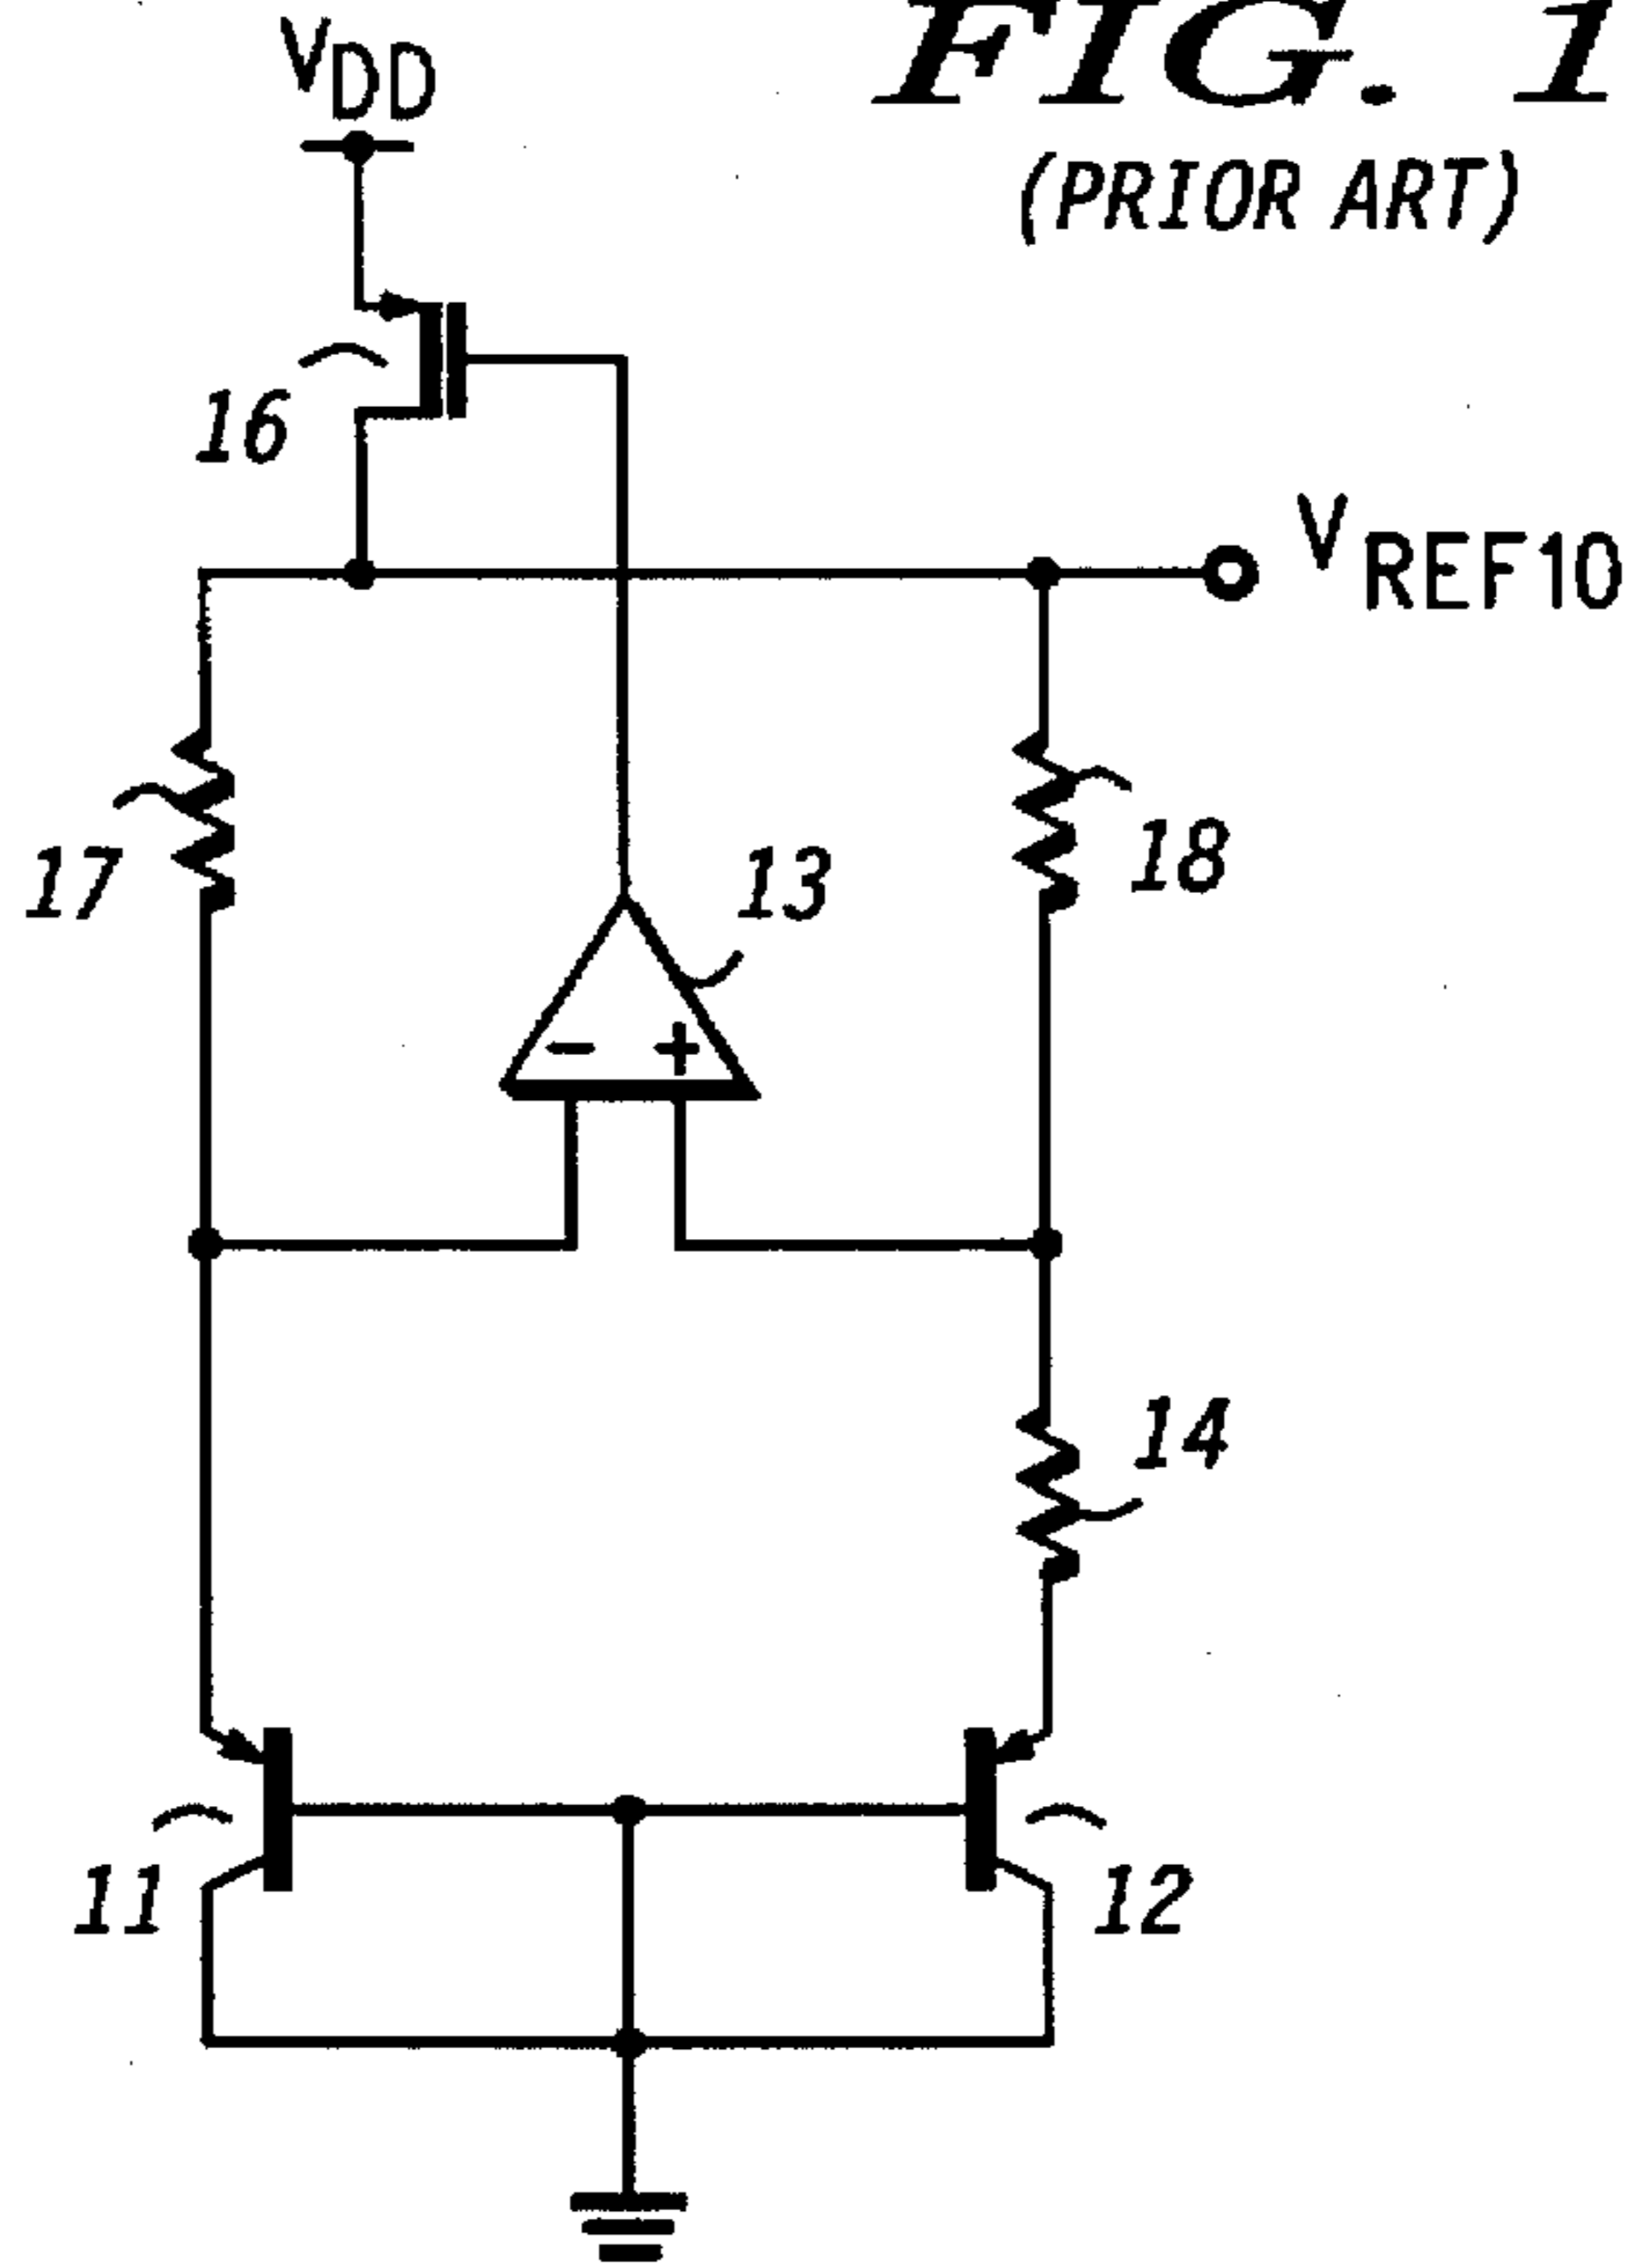 FIG. 1
(PRIOR ART)
VDD
16
VREF10
17
13
18
- +
14
11
12